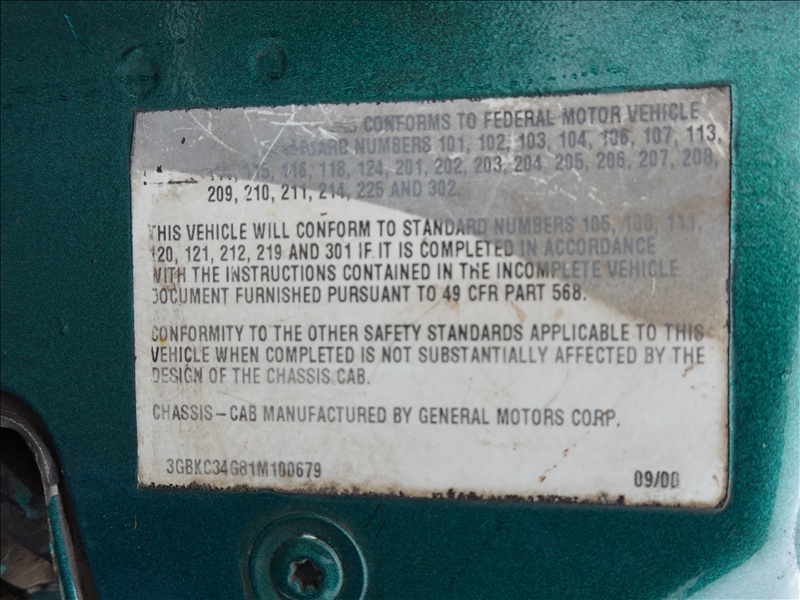 CONFORMS TO FEDERAL MOTOR VEHICLE
NUMBERS 101, 102, 103, 104, 106, 107, 113,
115, 116, 118, 124, 201, 202, 203, 204, 205, 206, 207, 208,
209, 210, 211, 214, 225 AND 302.
THIS VEHICLE WILL CONFORM TO STANDARD NUMBERS 105, 108, 111,
120, 121, 212, 219 AND 301 IF IT IS COMPLETED IN ACCORDANCE
WITH THE INSTRUCTIONS CONTAINED IN THE INCOMPLETE VEHICLE
DOCUMENT FURNISHED PURSUANT TO 49 CFR PART 568.
CONFORMITY TO THE OTHER SAFETY STANDARDS APPLICABLE TO THIS
VEHICLE WHEN COMPLETED IS NOT SUBSTANTIALLY AFFECTED BY THE
DESIGN OF THE CHASSIS CAB.
CHASSIS-CAB MANUFACTURED BY GENERAL MOTORS CORP.
3GBKC34G81M100679
09/00